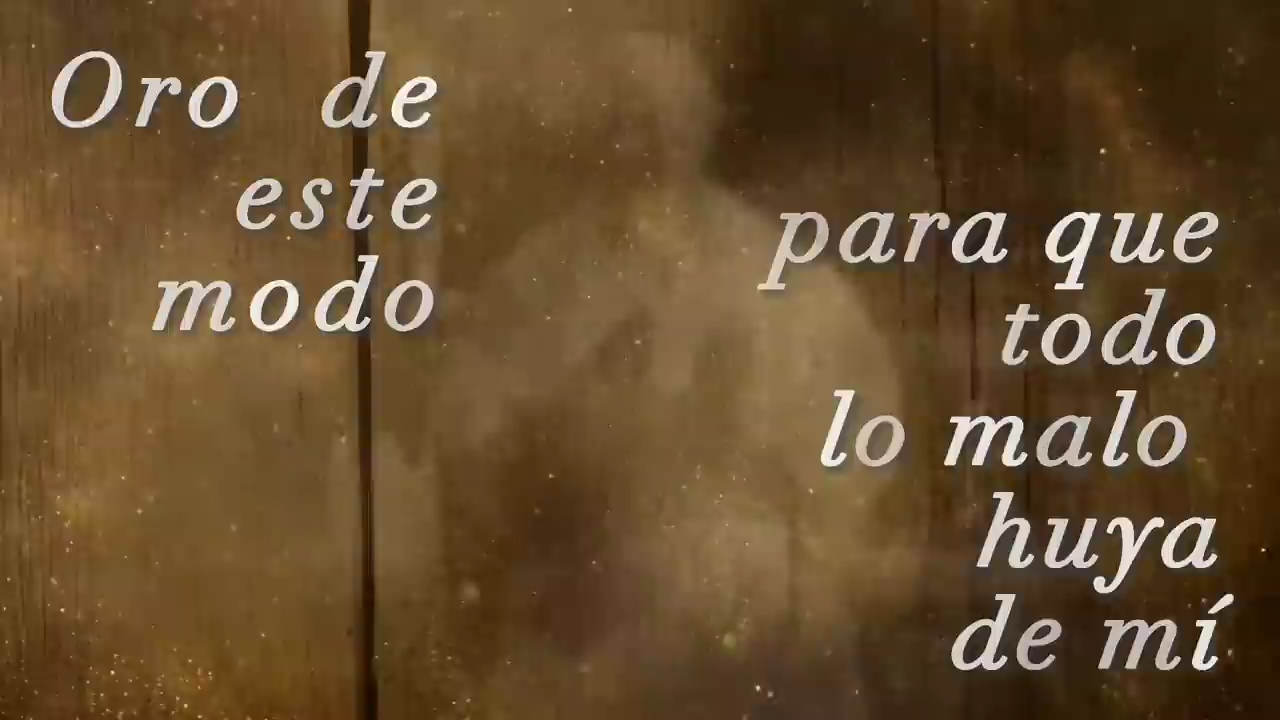 Oro de
este
modo
para que
todo
lo malo
huya
de mí